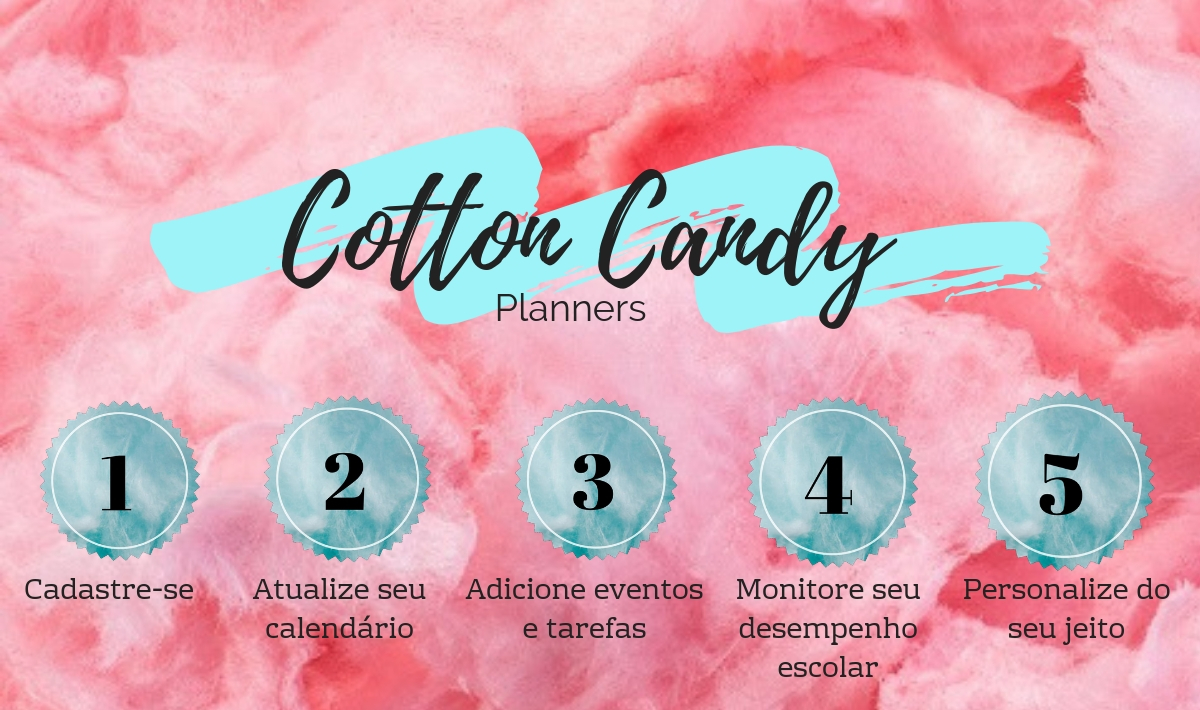 Cotton Candy
Planners
1
2
3
4
5
Cadastre-se
Atualize seu
calendário
Adicione eventos
e tarefas
Monitore seu
desempenho
escolar
Personalize do
seu jeito